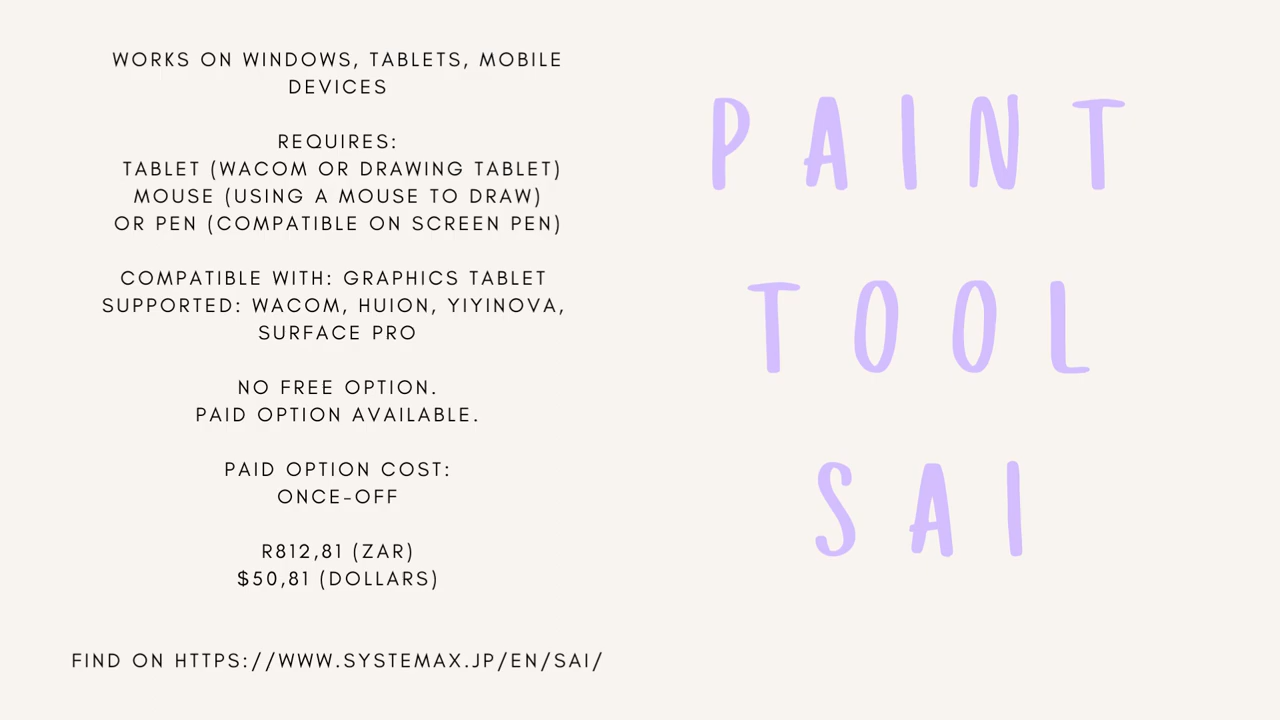 WORKS ON WINDOWS, TABLETS, MOBILE
DEVICES
REQUIRES:
TABLET (WACOM OR DRAWING TABLET)
MOUSE (USING A MOUSE TO DRAW)
OR PEN (COMPATIBLE ON SCREEN PEN)
COMPATIBLE WITH: GRAPHICS TABLET
SUPPORTED: WACOM, HUION, YIYINOVA,
SURFACE PRO
NO FREE OPTION.
PAID OPTION AVAILABLE.
PAID OPTION COST:
ONCE-OFF
R812,81 (ZAR)
$50,81 (DOLLARS)
FIND ON HTTPS://WWW.SYSTEMAX.JP/EN/SAI/
PAINT
TOOL
SAI